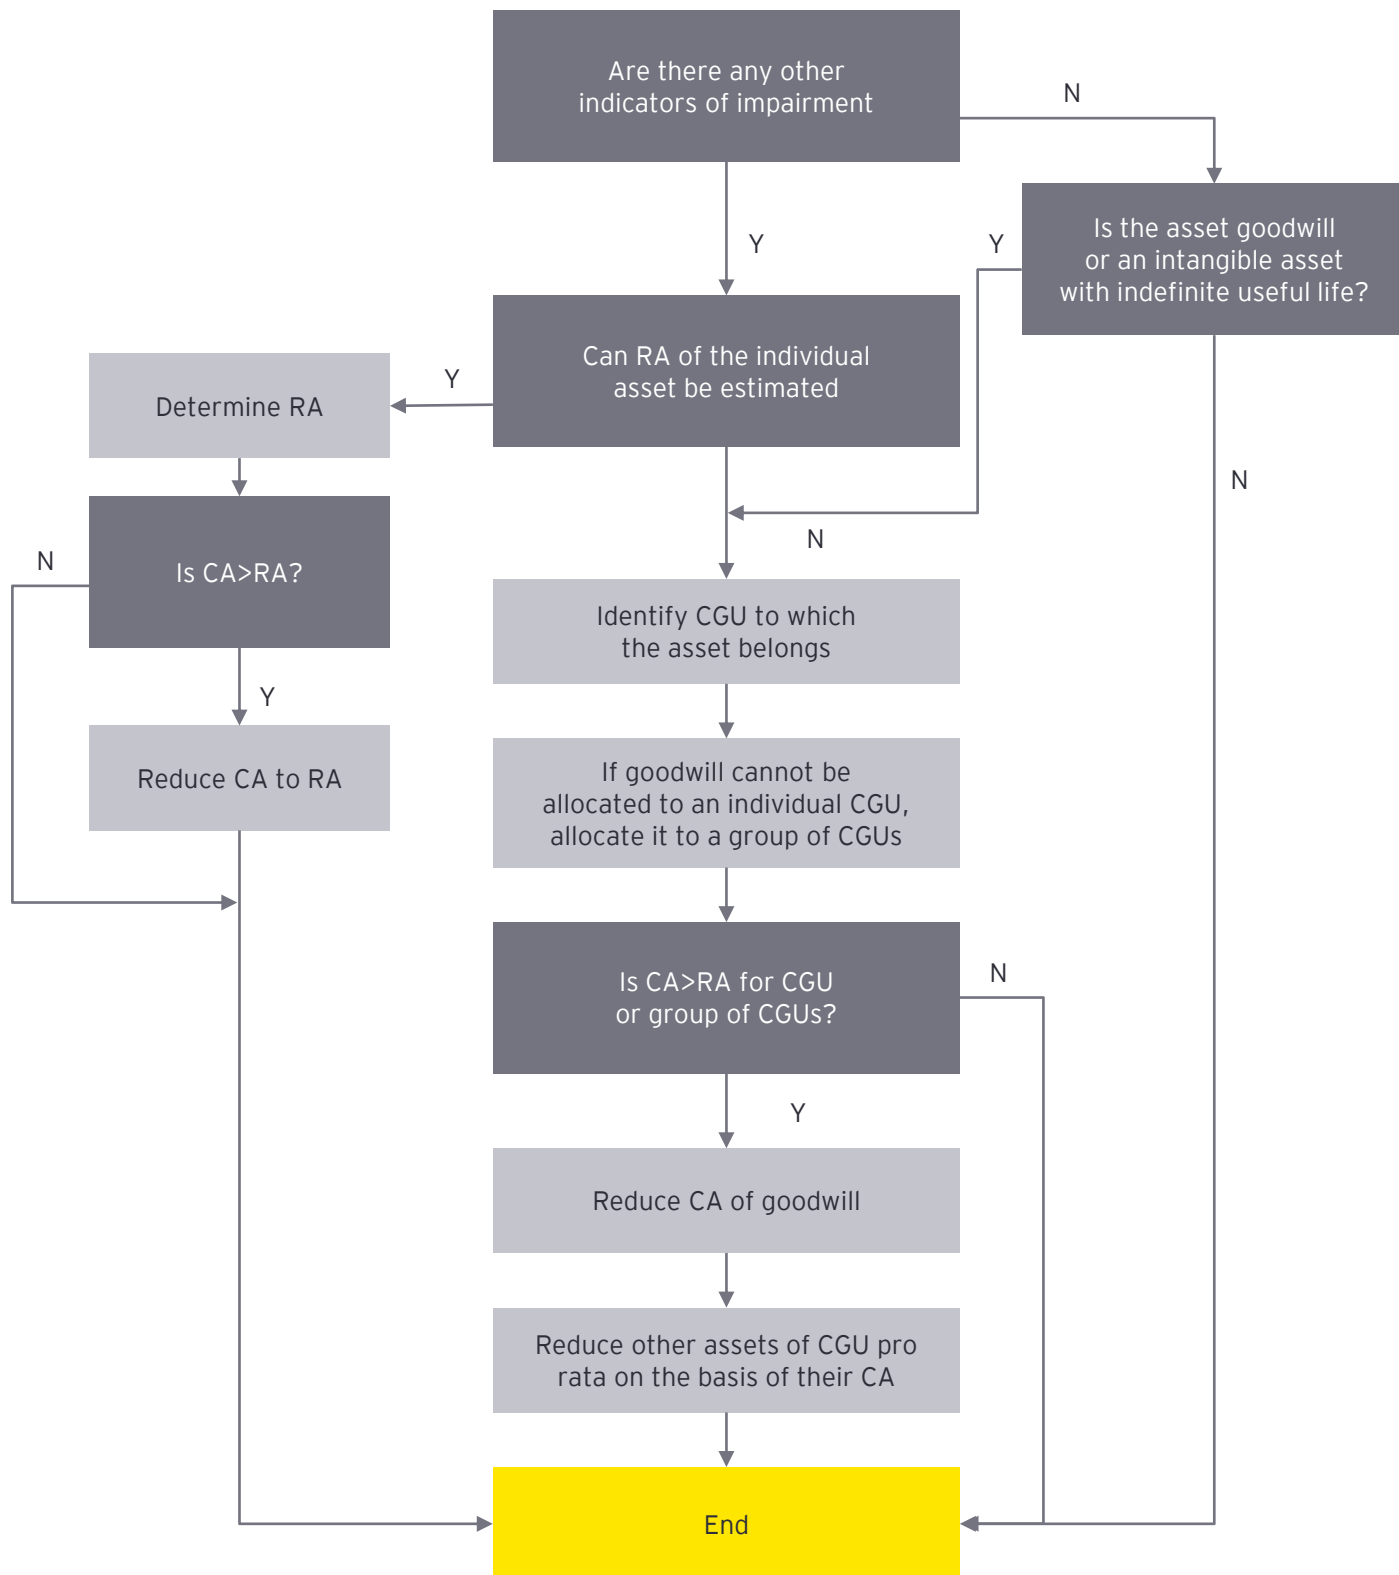 Are there any other
indicators of impairment
N
Is the asset goodwill
or an intangible asset
with indefinite useful life?
Y
Y
Can RA of the individual
asset be estimated
Y
Determine RA
N
N
Is CA>RA?
N
Identify CGU to which
the asset belongs
Y
Reduce CA to RA
If goodwill cannot be
allocated to an individual CGU,
allocate it to a group of CGUs
Is CA>RA for CGU
or group of CGUs?
N
Y
Reduce CA of goodwill
Reduce other assets of CGU pro
rata on the basis of their CA
End